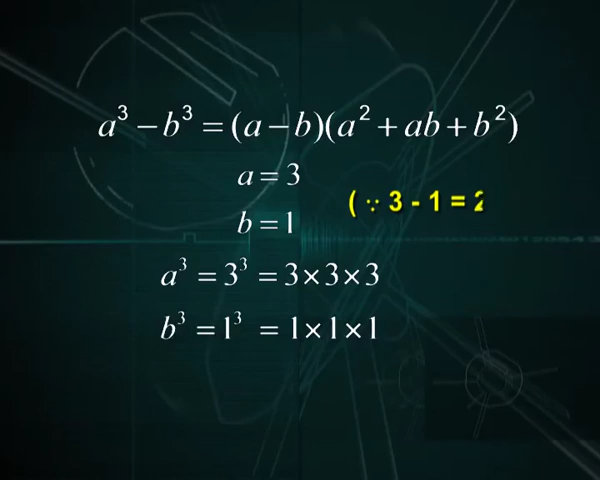 a³ − b³ = (a − b)(a² + ab + b²)
a = 3
( ∵ 3 - 1 = 2
b = 1
a³ = 3³ = 3×3×3
b³ = 1³ = 1×1×1